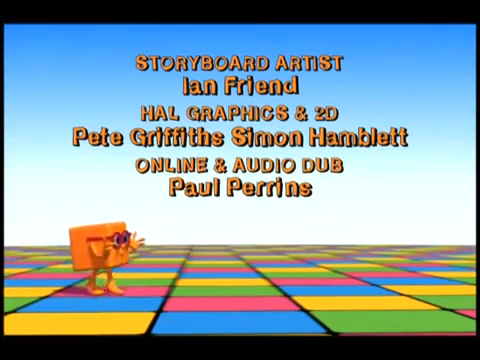 STORYBOARD ARTIST
Ian Friend
HAL GRAPHICS & 2D
Pete Griffiths Simon Hamblett
ONLINE & AUDIO DUB
Paul Perrins